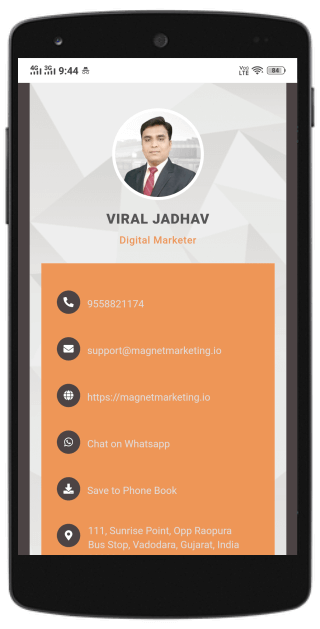 4G 3G 9:44 Vo) LTE 84
VIRAL JADHAV
Digital Marketer
9558821174
support@magnetmarketing.io
https://magnetmarketing.io
Chat on Whatsapp
Save to Phone Book
111, Sunrise Point, Opp Raopura
Bus Stop, Vadodara, Gujarat, India